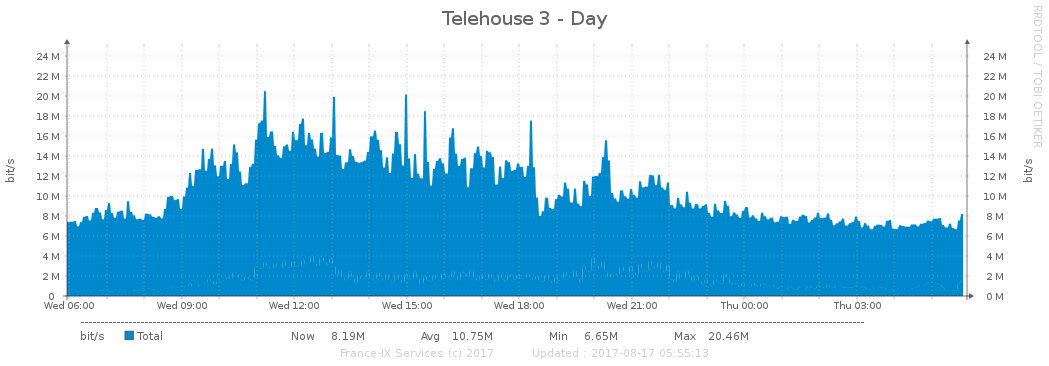 Telehouse 3 - Day
RRDTOOL / TOBI OETIKER
bit/s
24 M 24 M
22 M 22 M
20 M 20 M
18 M 18 M
16 M 16 M
14 M 14 M
12 M 12 M
10 M 10 M
8 M 8 M
6 M 6 M
4 M 4 M
2 M 2 M
0 0 M
bit/s
Wed 06:00 Wed 09:00 Wed 12:00 Wed 15:00 Wed 18:00 Wed 21:00 Thu 00:00 Thu 03:00
bit/s Total Now 8.19M Avg 10.75M Min 6.65M Max 20.46M
France-IX Services (c) 2017 Updated : 2017-08-17 05:55:13